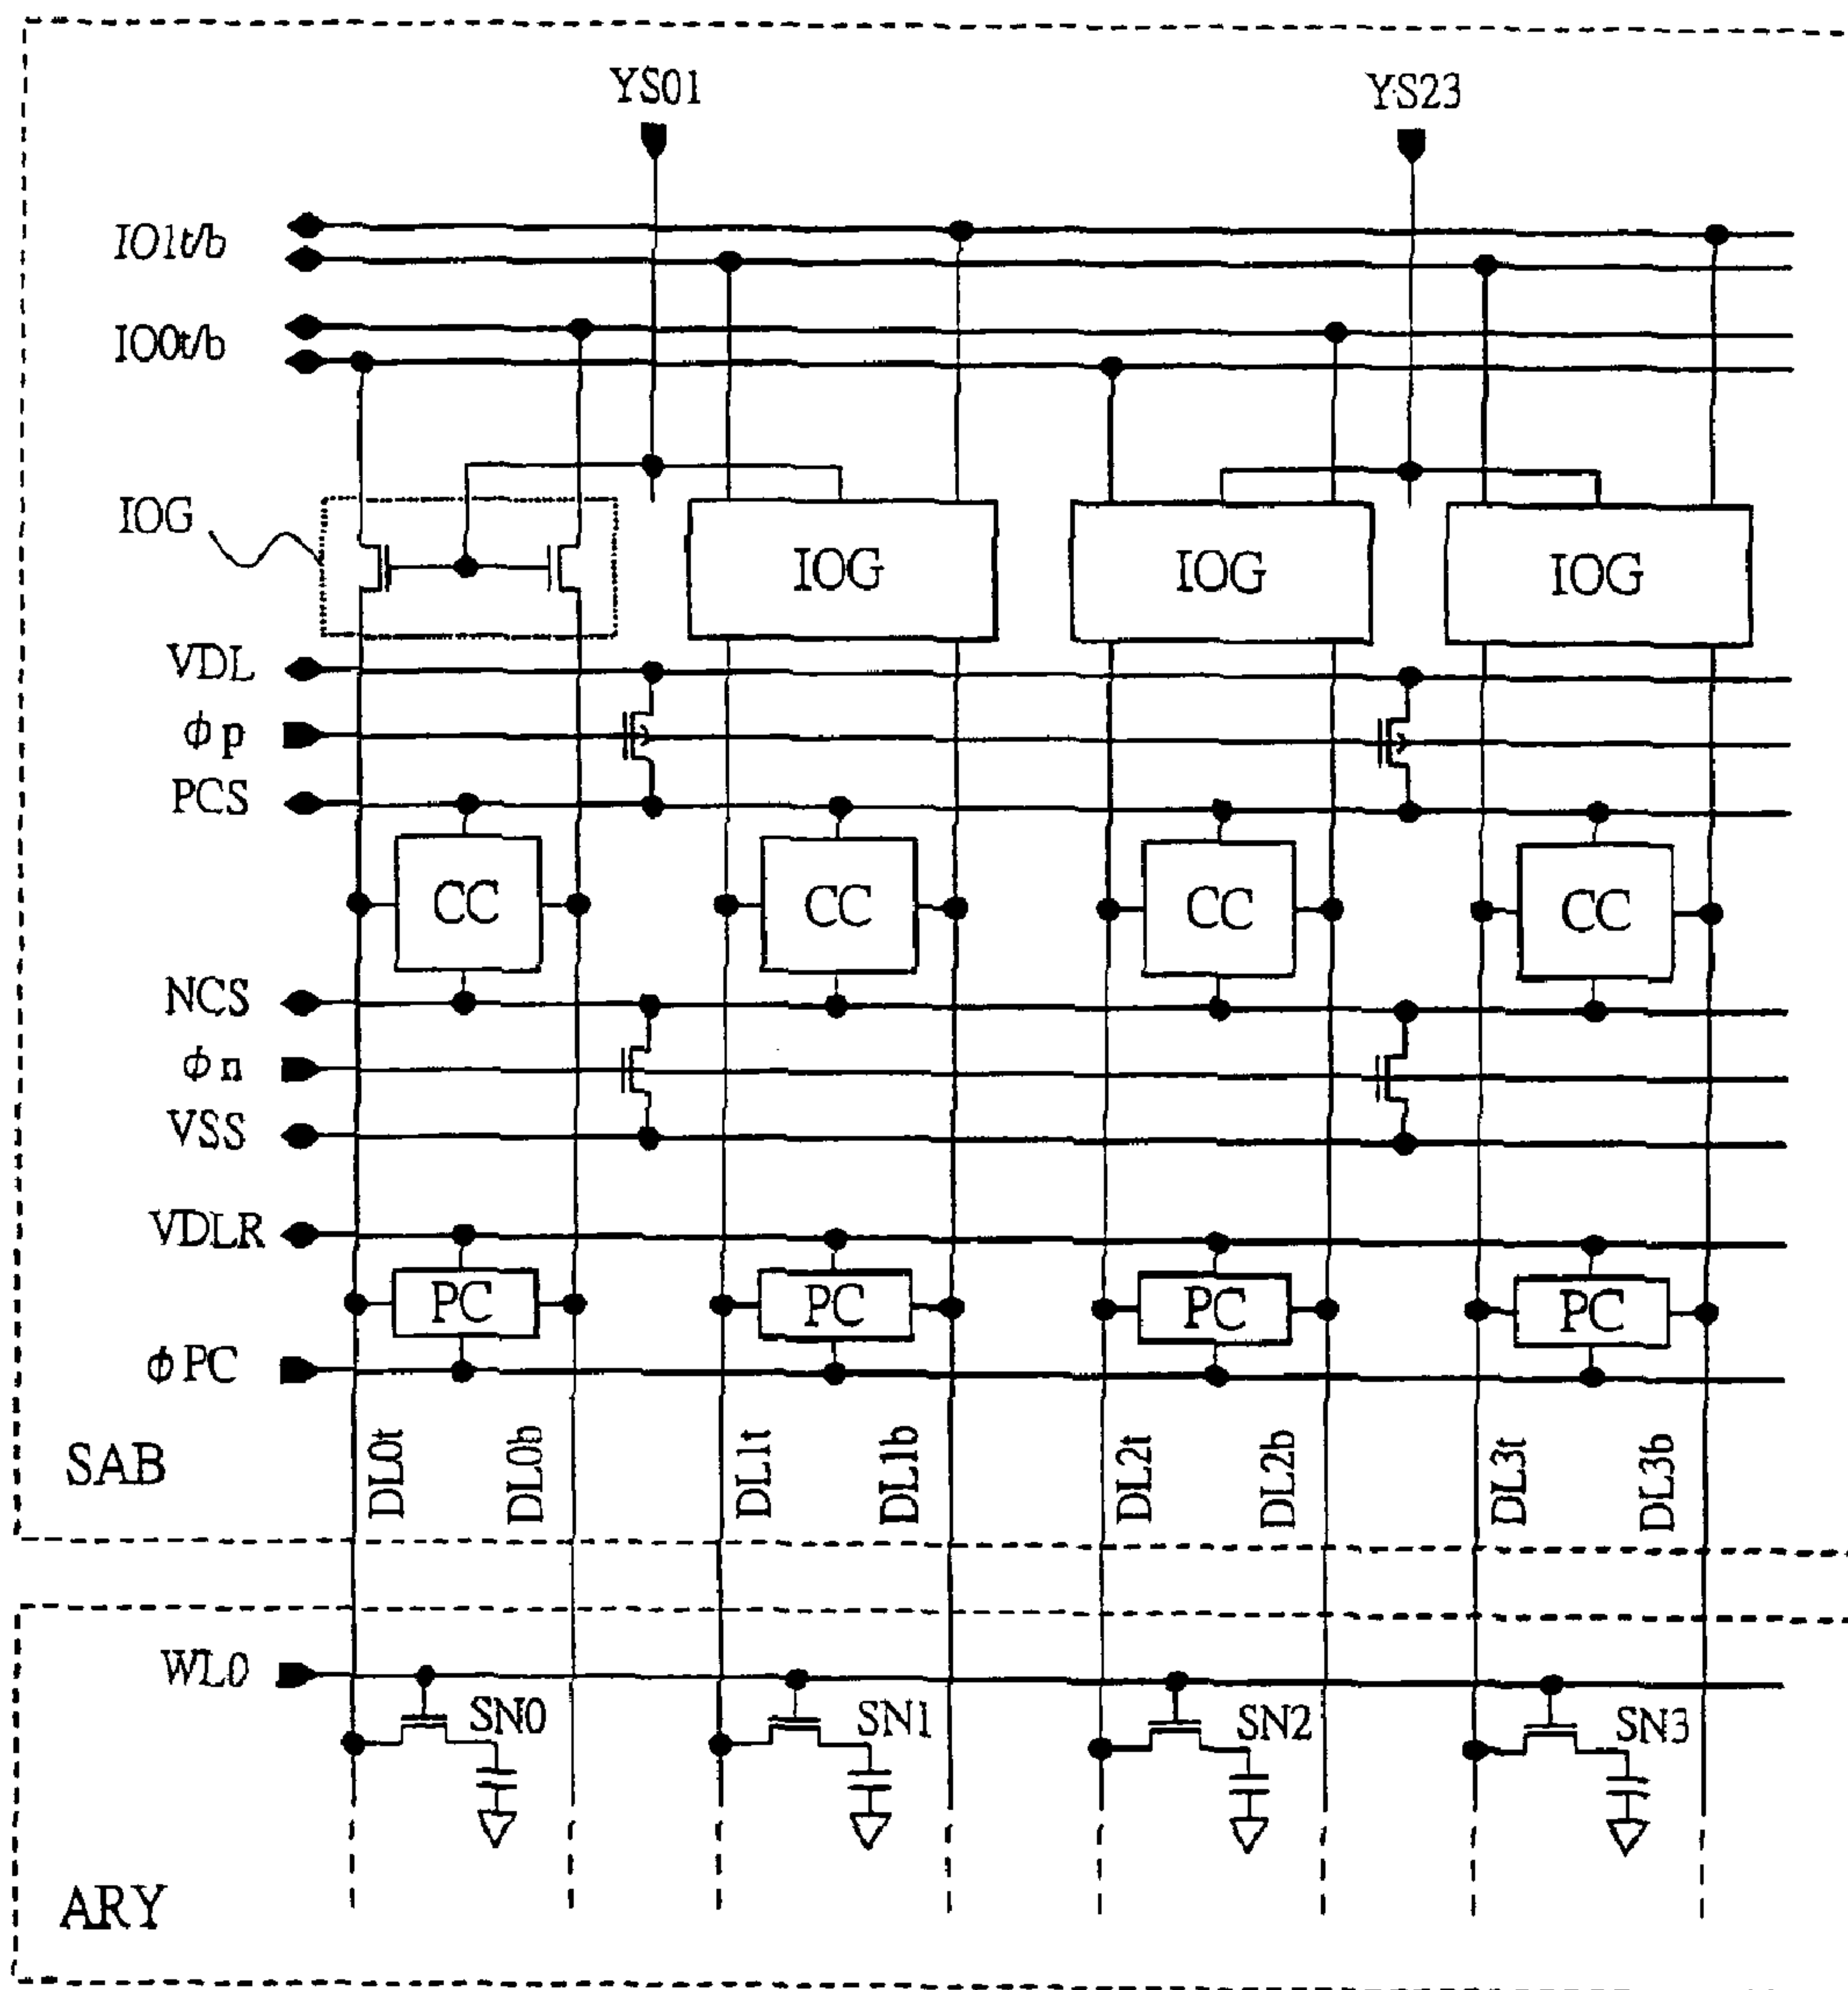 YS01 YS23
IO1t/b
IO0t/b
IOG IOG IOG IOG
VDL
ϕp
PCS
CC CC CC CC
NCS
ϕn
VSS
VDLR
PC PC PC PC
ϕPC
SAB DL0t DL0b DL1t DL1b DL2t DL2b DL3t DL3b
WL0
SN0 SN1 SN2 SN3
ARY